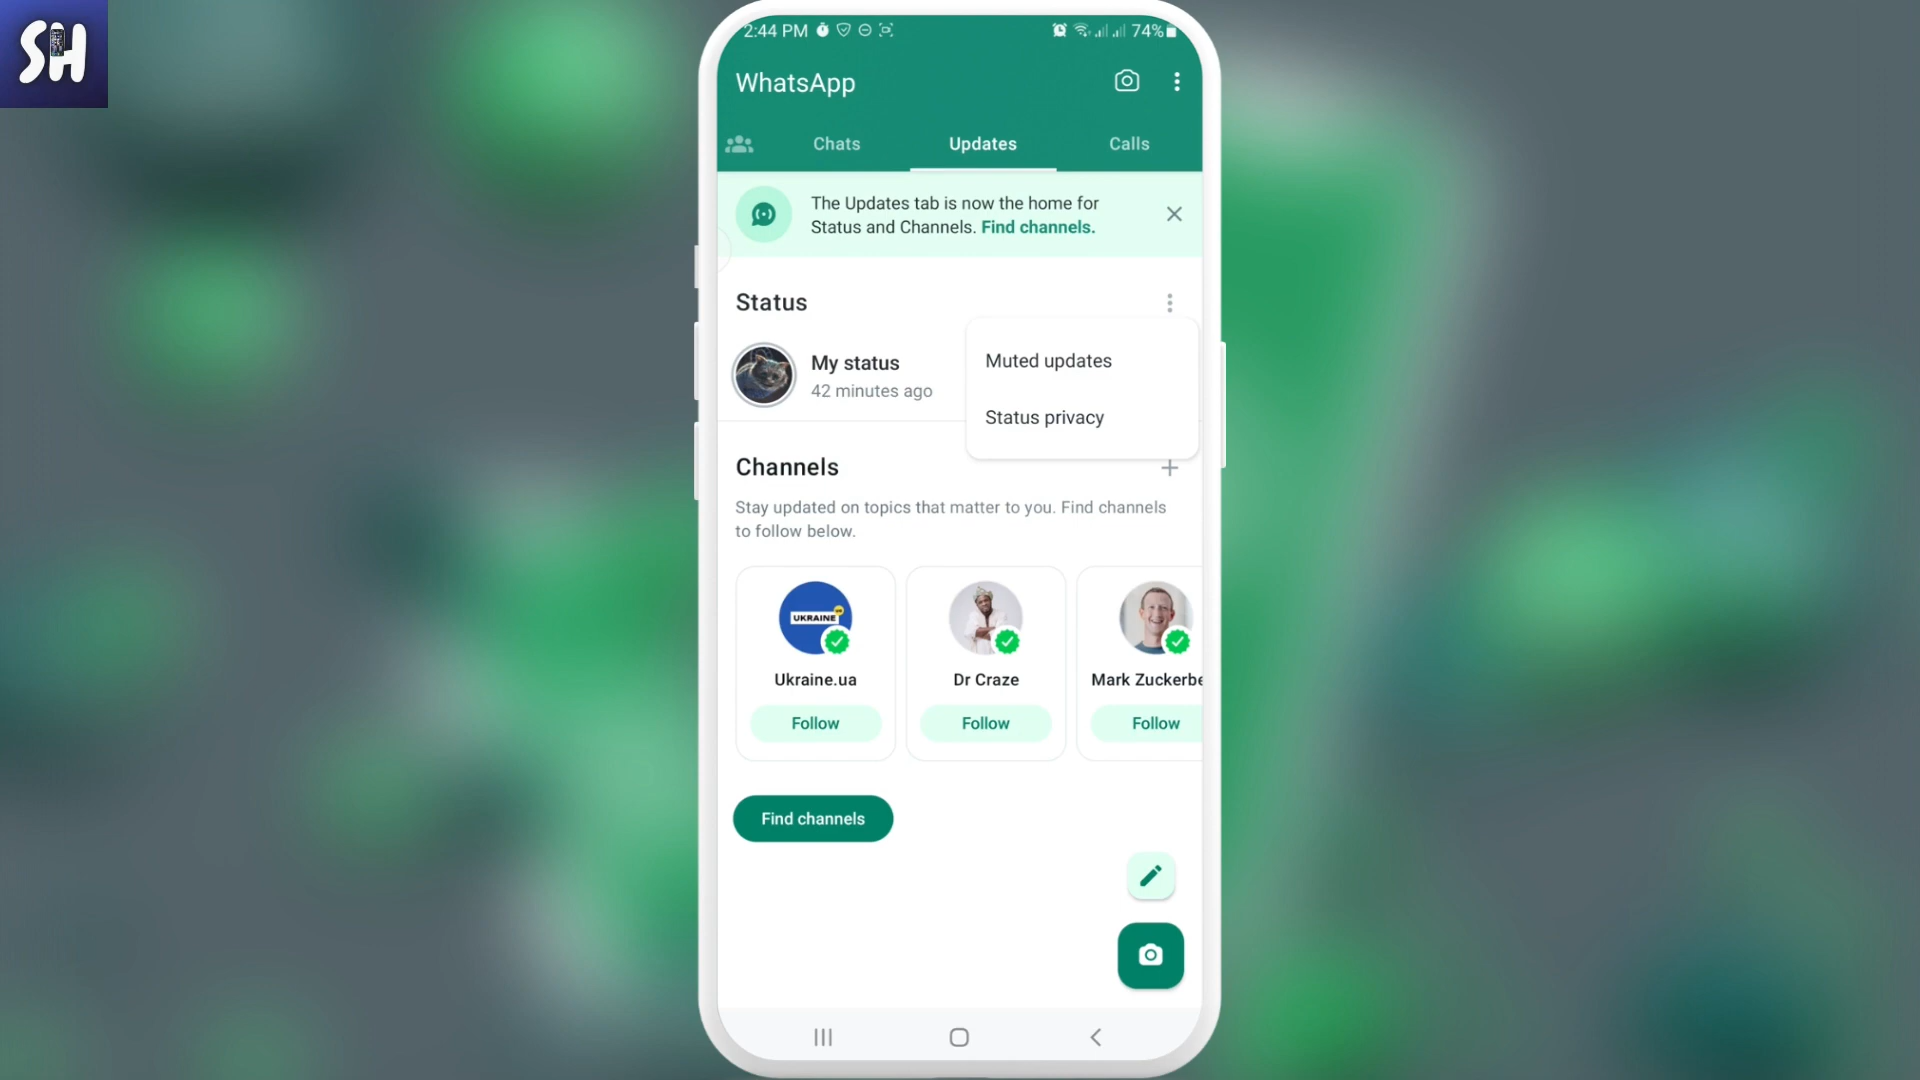 SH
2:44 PM
74%
WhatsApp
Chats
Updates
Calls
The Updates tab is now the home for
Status and Channels. Find channels.
Status
My status
42 minutes ago
Muted updates
Status privacy
Channels
Stay updated on topics that matter to you. Find channels
to follow below.
UKRAINE
Ukraine.ua
Follow
Dr Craze
Follow
Mark Zuckerbe
Follow
Find channels